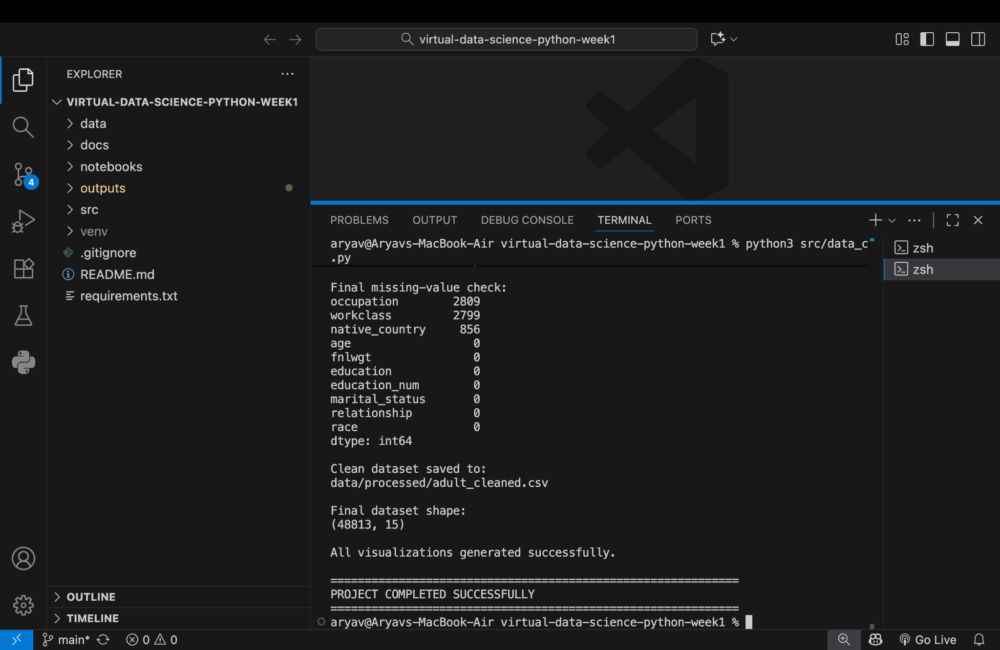 virtual-data-science-python-week1
EXPLORER
VIRTUAL-DATA-SCIENCE-PYTHON-WEEK1
data
docs
notebooks
outputs
src
venv
.gitignore
README.md
requirements.txt
4
OUTLINE
TIMELINE
PROBLEMS OUTPUT DEBUG CONSOLE TERMINAL PORTS
aryav@Aryavs-MacBook-Air virtual-data-science-python-week1 % python3 src/data_c
.py
Final missing-value check:
occupation 2809
workclass 2799
native_country 856
age 0
fnlwgt 0
education 0
education_num 0
marital_status 0
relationship 0
race 0
dtype: int64
Clean dataset saved to:
data/processed/adult_cleaned.csv
Final dataset shape:
(48813, 15)
All visualizations generated successfully.
============================================================
PROJECT COMPLETED SUCCESSFULLY
============================================================
aryav@Aryavs-MacBook-Air virtual-data-science-python-week1 %
zsh
zsh
main* 0 0
Go Live